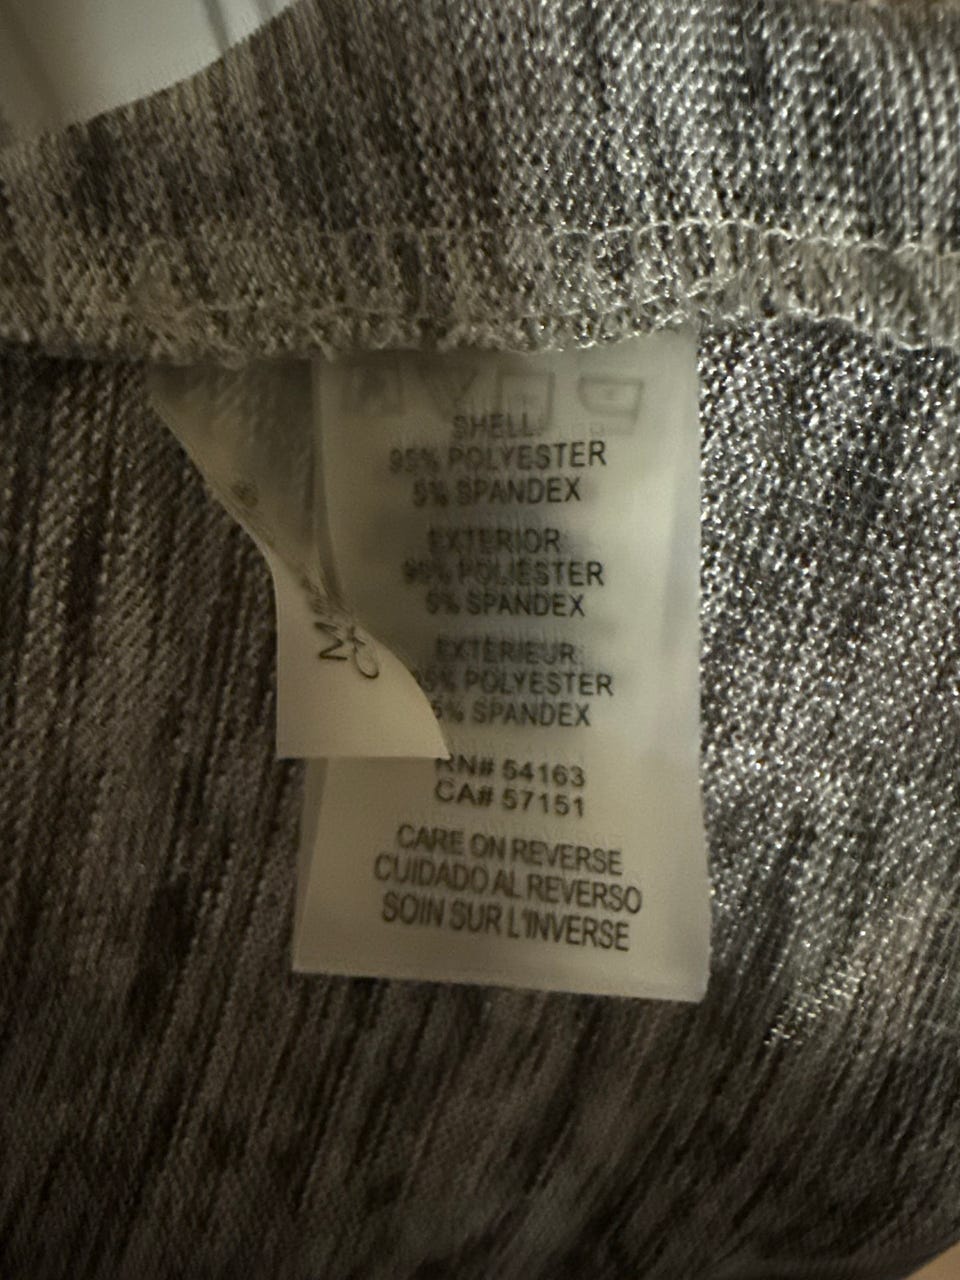 SHELL:
95% POLYESTER
5% SPANDEX
EXTERIOR:
95% POLIESTER
5% SPANDEX
EXTERIEUR:
95% POLYESTER
5% SPANDEX
RN# 54163
CA# 57151
CARE ON REVERSE
CUIDADO AL REVERSO
SOIN SUR L'INVERSE